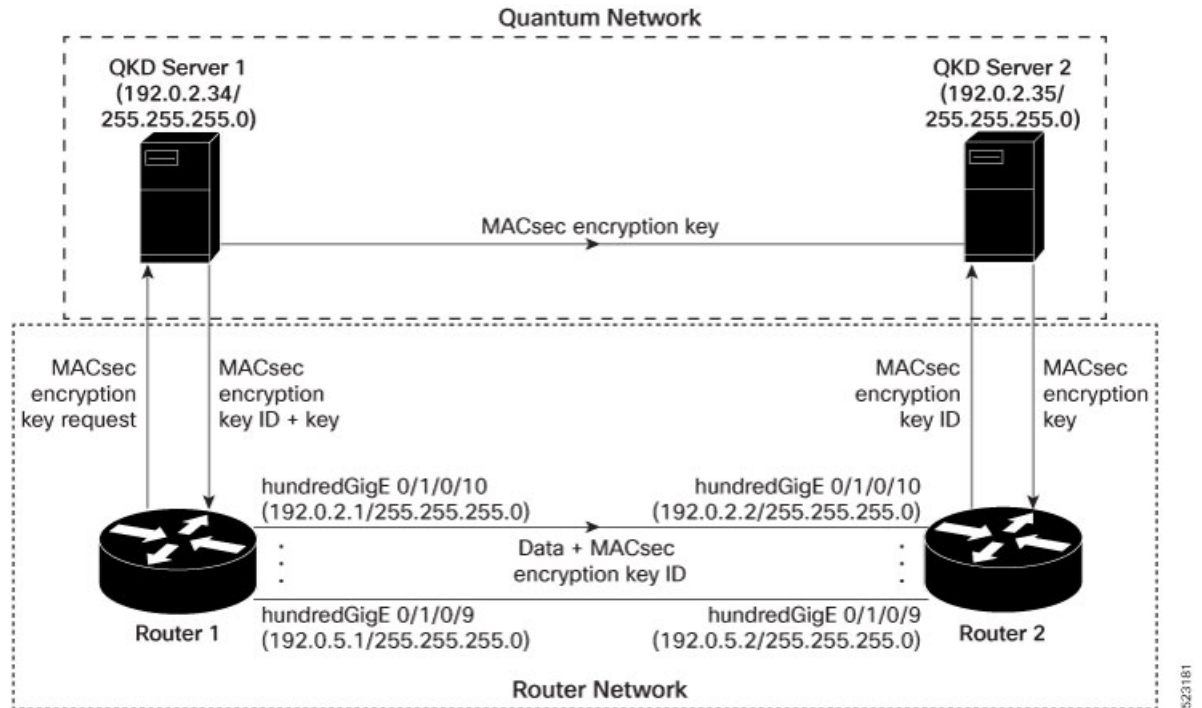 Quantum Network
QKD Server 1
(192.0.2.34/
255.255.255.0)
QKD Server 2
(192.0.2.35/
255.255.255.0)
MACsec encryption key
MACsec
encryption
key request
MACsec
encryption
key ID + key
MACsec
encryption
key ID
MACsec
encryption
key
hundredGigE 0/1/0/10
(192.0.2.1/255.255.255.0)
hundredGigE 0/1/0/10
(192.0.2.2/255.255.255.0)
Data + MACsec
encryption key ID
hundredGigE 0/1/0/9
(192.0.5.1/255.255.255.0)
hundredGigE 0/1/0/9
(192.0.5.2/255.255.255.0)
Router 1
Router 2
Router Network
523181